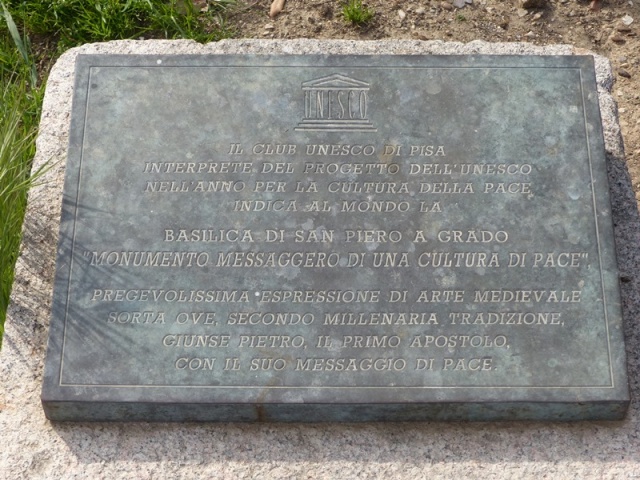 UNESCO
IL CLUB UNESCO DI PISA
INTERPRETE DEL PROGETTO DELL'UNESCO
NELL'ANNO PER LA CULTURA DELLA PACE
INDICA AL MONDO LA
BASILICA DI SAN PIERO A GRADO
"MONUMENTO MESSAGGERO DI UNA CULTURA DI PACE"
PREGEVOLISSIMA ESPRESSIONE DI ARTE MEDIEVALE
SORTA OVE, SECONDO MILLENARIA TRADIZIONE,
GIUNSE PIETRO, IL PRIMO APOSTOLO,
CON IL SUO MESSAGGIO DI PACE.